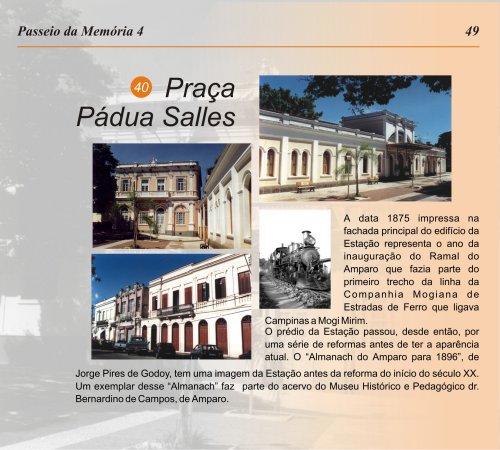 Passeio da Memória 4 49
40 Praça
Pádua Salles
A data 1875 impressa na
fachada principal do edifício da
Estação representa o ano da
inauguração do Ramal do
Amparo que fazia parte do
primeiro trecho da linha da
Companhia Mogiana de
Estradas de Ferro que ligava
Campinas a Mogi Mirim.
O prédio da Estação passou, desde então, por
uma série de reformas antes de ter a aparência
atual. O “Almanach do Amparo para 1896”, de
Jorge Pires de Godoy, tem uma imagem da Estação antes da reforma do início do século XX.
Um exemplar desse “Almanach” faz parte do acervo do Museu Histórico e Pedagógico dr.
Bernardino de Campos, de Amparo.